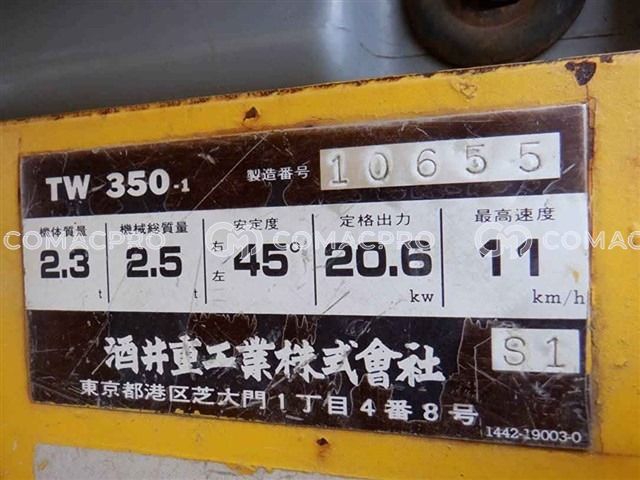 TW 350-1 製造番号 10655
機体質量 機械総質量 安定度 定格出力 最高速度
2.3 t 2.5 t 右左 45° 20.6 kw 11 km/h
COMACPRO COMACPRO COMACPRO
酒井重工業株式會社 S1
東京都港区芝大門1丁目4番8号
1442-19003-0